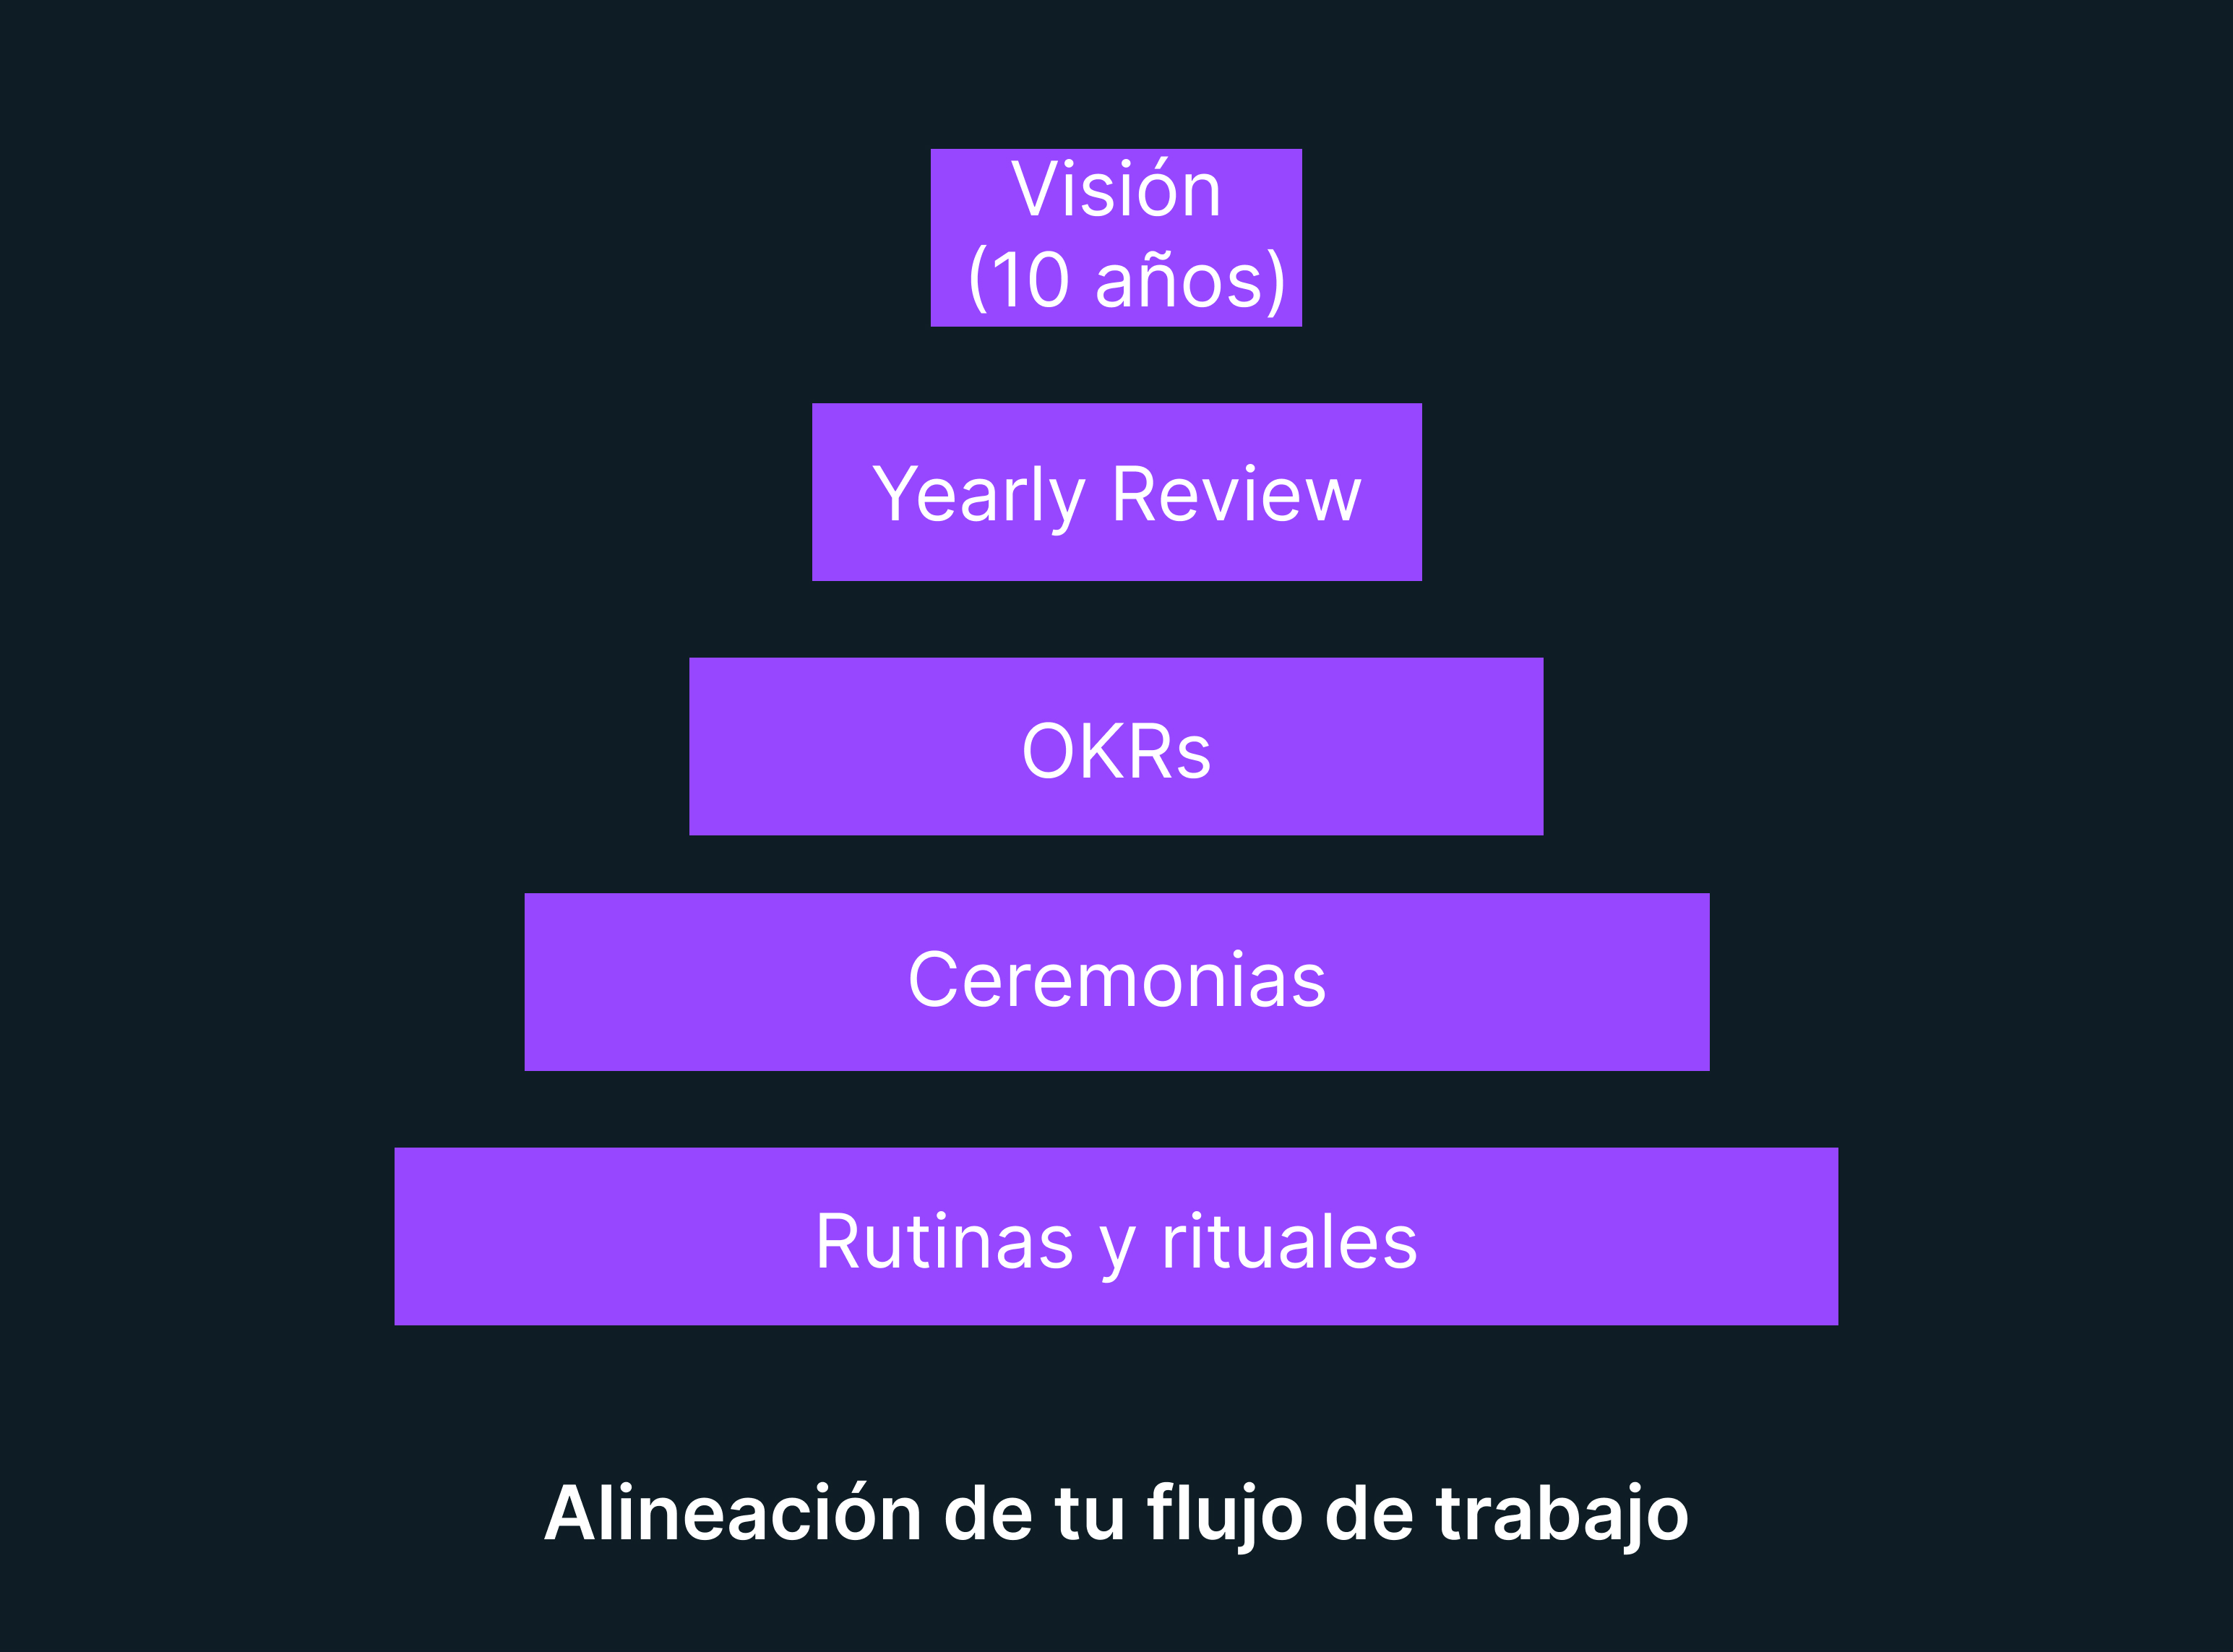 Visión
(10 años)
Yearly Review
OKRs
Ceremonias
Rutinas y rituales
Alineación de tu flujo de trabajo